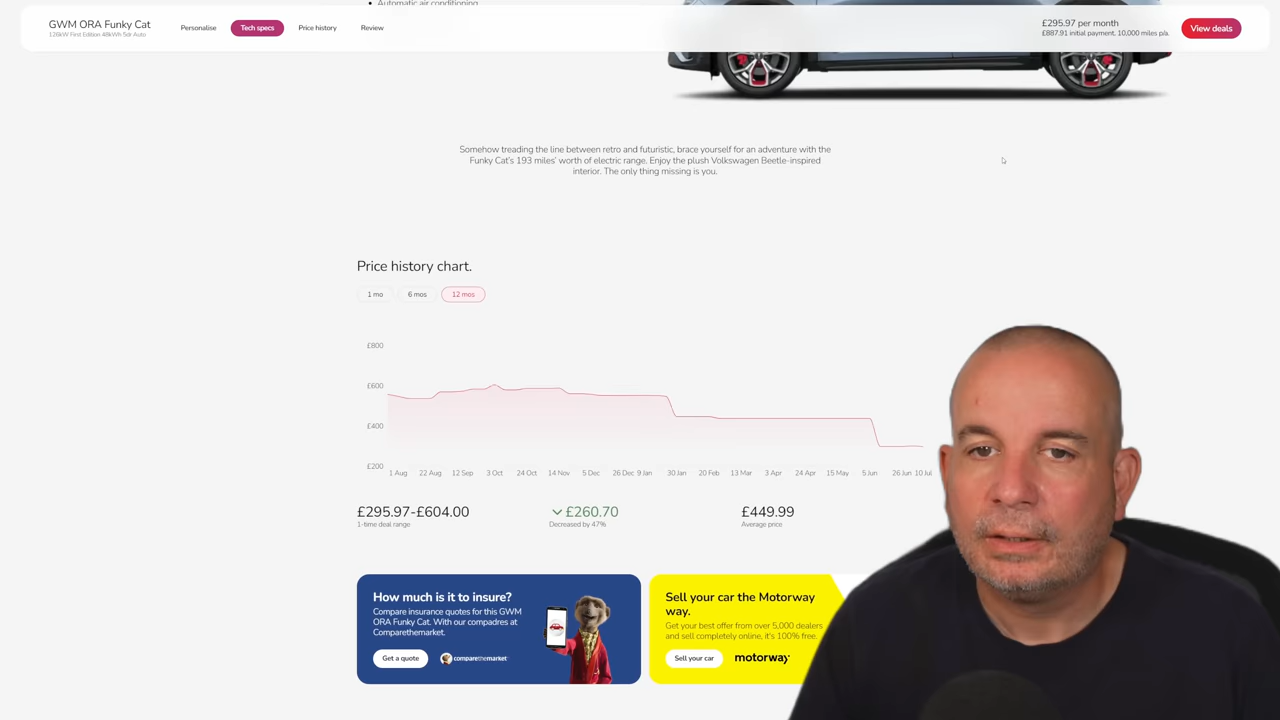 Automatic air conditioning
GWM ORA Funky Cat
126kW First Edition 48kWh 5dr Auto
Personalise
Tech specs
Price history
Review
£295.97 per month
£887.91 initial payment, 10,000 miles p/a.
View deals
Somehow treading the line between retro and futuristic, brace yourself for an adventure with the
Funky Cat's 193 miles' worth of electric range. Enjoy the plush Volkswagen Beetle-inspired
interior. The only thing missing is you.
Price history chart.
1 mo
6 mos
12 mos
£800
£600
£400
£200
1 Aug
22 Aug
12 Sep
3 Oct
24 Oct
14 Nov
5 Dec
26 Dec
9 Jan
30 Jan
20 Feb
13 Mar
3 Apr
24 Apr
15 May
5 Jun
26 Jun
10 Jul
£295.97-£604.00
1-time deal range
£260.70
Decreased by 47%
£449.99
Average price
How much is it to insure?
Compare insurance quotes for this GWM
ORA Funky Cat. With our compadres at
Comparethemarket.
Get a quote
comparethemarket
Sell your car the Motorway
way.
Get your best offer from over 5,000 dealers
and sell completely online, it's 100% free.
Sell your car
motorway